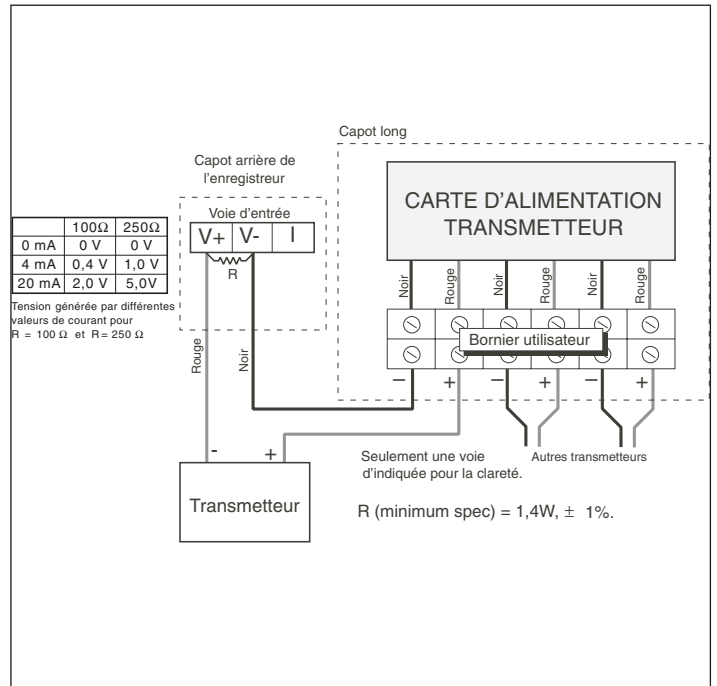 Capot long
Capot arrière de
l'enregistreur
Voie d'entrée
V+ V- I
R
100Ω 250Ω
0 mA 0 V 0 V
4 mA 0,4 V 1,0 V
20 mA 2,0 V 5,0V
Tension générée par différentes
valeurs de courant pour
R = 100 Ω et R= 250 Ω
CARTE D'ALIMENTATION
TRANSMETTEUR
Noir Rouge Noir Rouge Noir Rouge
Bornier utilisateur
− + − + − +
Rouge Noir
- +
Transmetteur
Seulement une voie
d'indiquée pour la clareté.
Autres transmetteurs
R (minimum spec) = 1,4W, ± 1%.